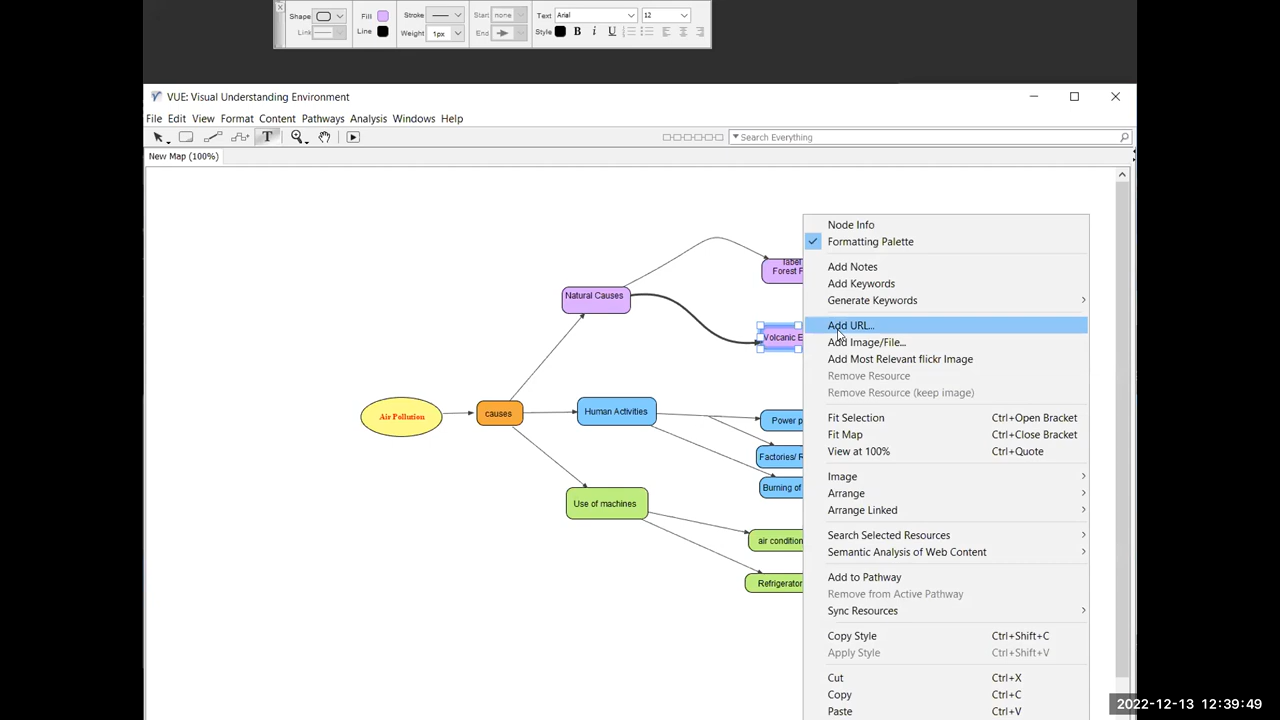 Shape
Fill
Stroke
Start none
Text Arial 12
Link
Line
Weight 1px
End
Style B i U
VUE: Visual Understanding Environment
File Edit View Format Content Pathways Analysis Windows Help
T
Search Everything
New Map (100%)
Node Info
Formatting Palette
label
Forest F
Add Notes
Add Keywords
Generate Keywords
Natural Causes
Add URL...
Volcanic E
Add Image/File...
Add Most Relevant flickr Image
Remove Resource
Remove Resource (keep image)
Air Pollution
causes
Human Activities
Power p
Fit Selection Ctrl+Open Bracket
Fit Map Ctrl+Close Bracket
View at 100% Ctrl+Quote
Factories/ R
Image
Burning of
Arrange
Use of machines
Arrange Linked
air condition
Search Selected Resources
Semantic Analysis of Web Content
Refrigerator
Add to Pathway
Remove from Active Pathway
Sync Resources
Copy Style Ctrl+Shift+C
Apply Style Ctrl+Shift+V
Cut Ctrl+X
Copy Ctrl+C
Paste Ctrl+V
2022-12-13 12:39:49